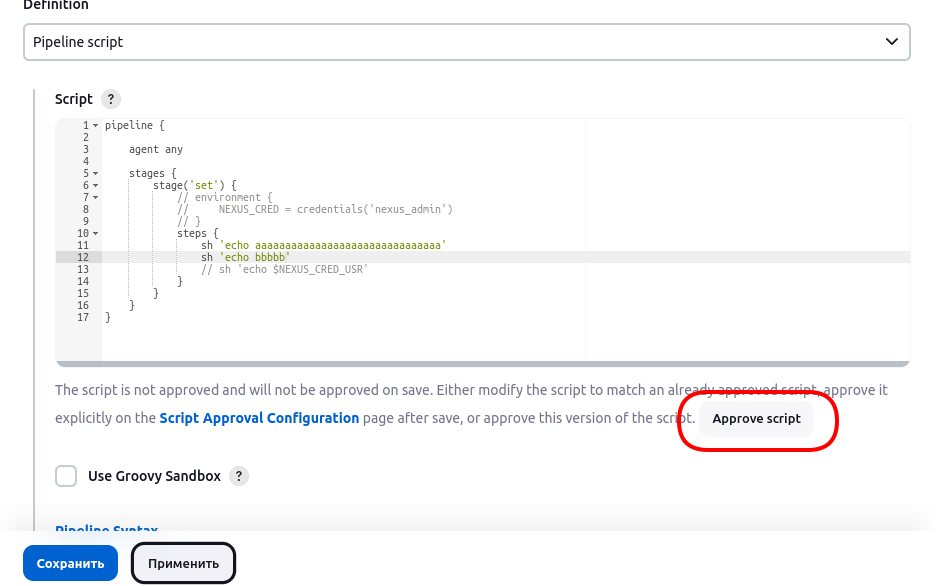 Definition
Pipeline script
Script ?
1 pipeline {
2
3 agent any
4
5 stages {
6 stage('set') {
7 // environment {
8 // NEXUS_CRED = credentials('nexus_admin')
9 // }
10 steps {
11 sh 'echo aaaaaaaaaaaaaaaaaaaaaaaaaaaaaaa'
12 sh 'echo bbbbb'
13 // sh 'echo $NEXUS_CRED_USR'
14 }
15 }
16 }
17 }
The script is not approved and will not be approved on save. Either modify the script to match an already approved script, approve it
explicitly on the Script Approval Configuration page after save, or approve this version of the script. Approve script
Use Groovy Sandbox ?
Pipeline Syntax
Сохранить Применить